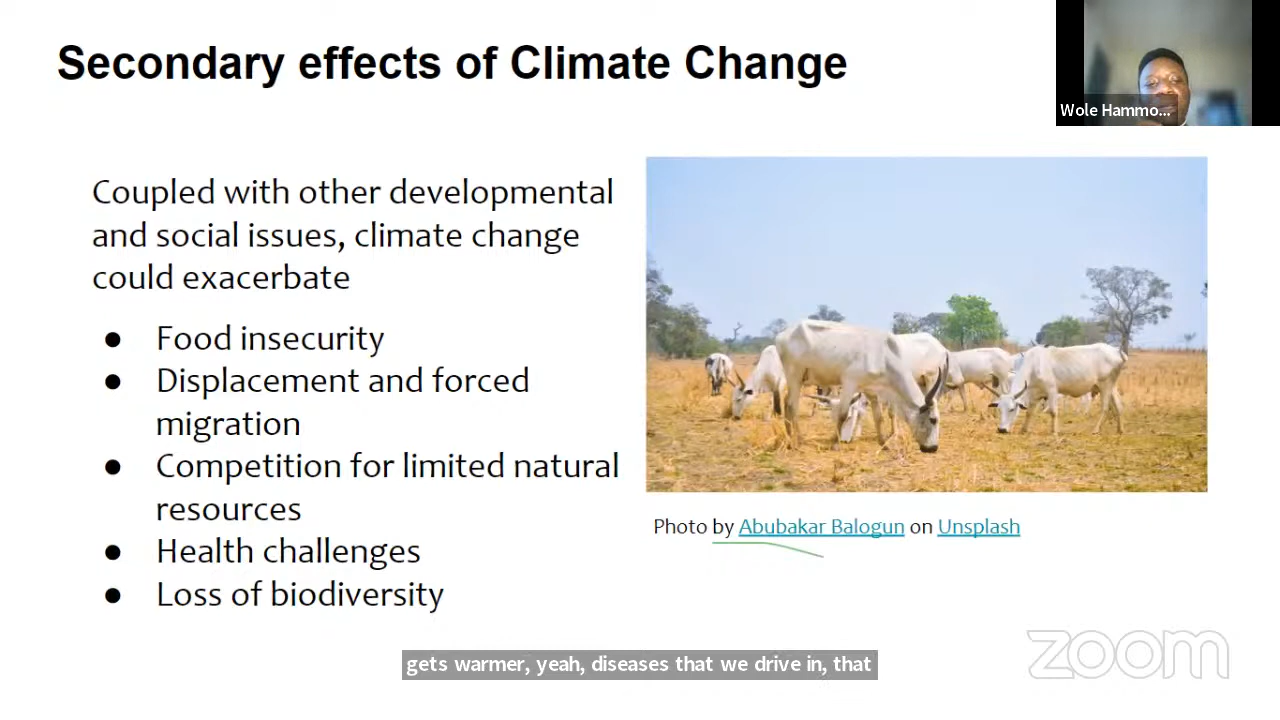 Secondary effects of Climate Change
Wole Hammo...
Coupled with other developmental
and social issues, climate change
could exacerbate
● Food insecurity
● Displacement and forced
migration
● Competition for limited natural
resources
● Health challenges
● Loss of biodiversity
Photo by Abubakar Balogun on Unsplash
gets warmer, yeah, diseases that we drive in, that
zoom